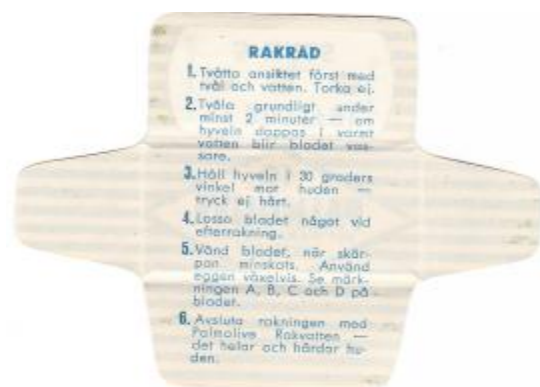 RAKRÅD
1. Tvätta ansiktet först med
tvål och vatten. Torka ej.
2. Tvåla grundligt under
minst 2 minuter — om
hyveln doppas i varmt
vatten blir bladet vas-
sare.
3. Håll hyveln i 30 graders
vinkel mot huden —
tryck ej hårt.
4. Lossa bladet något vid
efterrakning.
5. Vänd bladet, när skär-
pan minskats. Använd
eggen växelvis. Se märk-
ningen A, B, C och D på
bladet.
6. Avsluta rakningen med
Palmolive Rakvatten —
det helar och härdar hu-
den.